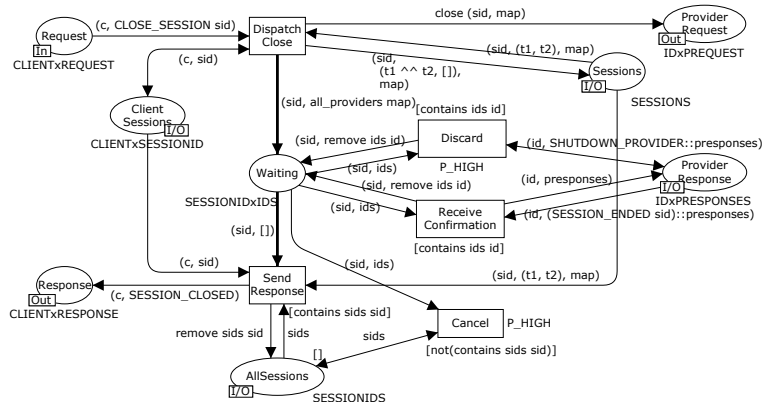 close (sid, map)
Request
In
CLIENTxREQUEST
(c, CLOSE_SESSION sid)
Dispatch
Close
Provider
Request
Out
IDxPREQUEST
(c, sid)
(sid, (t1, t2), map)
(sid,
(t1 ^^ t2, []),
map)
Sessions
I/O
SESSIONS
Client
Sessions
I/O
CLIENTxSESSIONID
(sid, all_providers map)
[contains ids id]
Discard
P_HIGH
(sid, remove ids id)
(sid, ids)
(id, SHUTDOWN_PROVIDER::presponses)
Provider
Response
I/O
IDxPRESPONSES
Waiting
SESSIONIDxIDS
(sid, remove ids id)
(sid, ids)
(id, presponses)
Receive
Confirmation
(id, (SESSION_ENDED sid)::presponses)
[contains ids id]
(sid, [])
(c, sid)
(sid, ids)
(sid, (t1, t2), map)
Response
Out
CLIENTxRESPONSE
(c, SESSION_CLOSED)
Send
Response
[contains sids sid]
Cancel
P_HIGH
[not(contains sids sid)]
remove sids sid
sids
sids
[]
AllSessions
I/O
SESSIONIDS